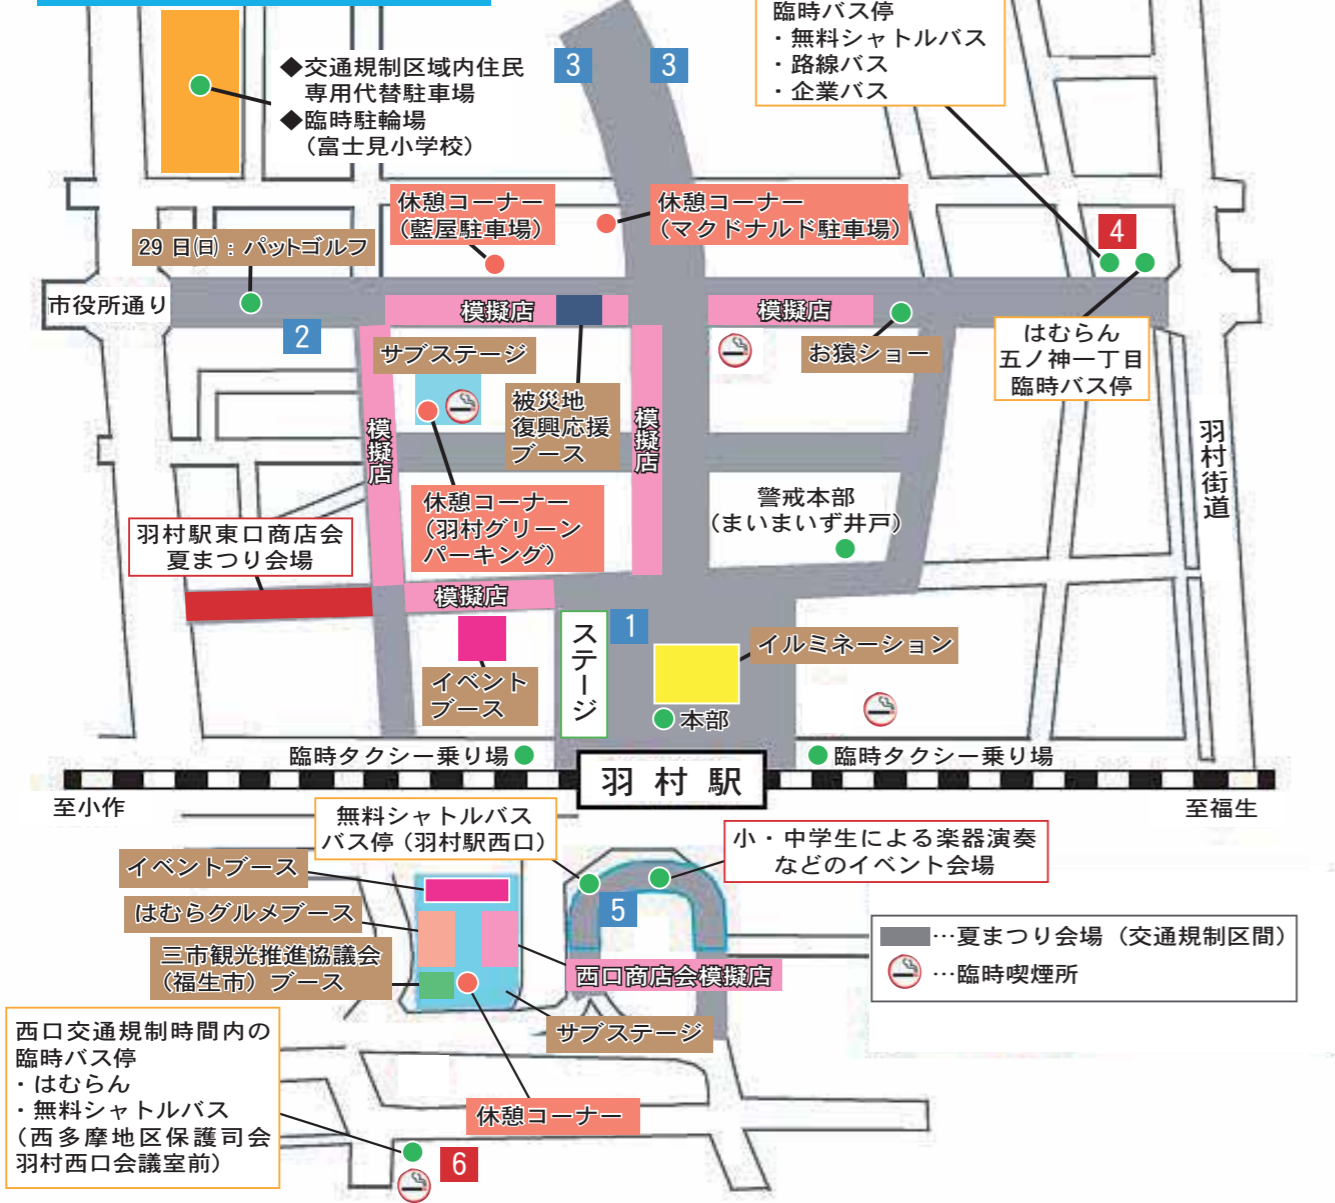 臨時バス停
・無料シャトルバス
・路線バス
・企業バス
◆交通規制区域内住民
専用代替駐車場
◆臨時駐輪場
(富士見小学校)
3
3
休憩コーナー
(藍屋駐車場)
休憩コーナー
(マクドナルド駐車場)
4
29日(日)：パットゴルフ
市役所通り
2
模擬店
模擬店
サブステージ
お猿ショー
はむらん
五ノ神一丁目
臨時バス停
被災地
復興応援
ブース
模擬店
模擬店
羽村街道
休憩コーナー
(羽村グリーン
パーキング)
警戒本部
(まいまいず井戸)
羽村駅東口商店会
夏まつり会場
模擬店
ステージ
1
イルミネーション
イベント
ブース
本部
臨時タクシー乗り場
臨時タクシー乗り場
羽村駅
至小作
至福生
無料シャトルバス
バス停(羽村駅西口)
小・中学生による楽器演奏
などのイベント会場
イベントブース
5
はむらグルメブース
三市観光推進協議会
(福生市)ブース
西口商店会模擬店
…夏まつり会場(交通規制区間)
…臨時喫煙所
サブステージ
西口交通規制時間内の
臨時バス停
・はむらん
・無料シャトルバス
(西多摩地区保護司会
羽村西口会議室前)
休憩コーナー
6